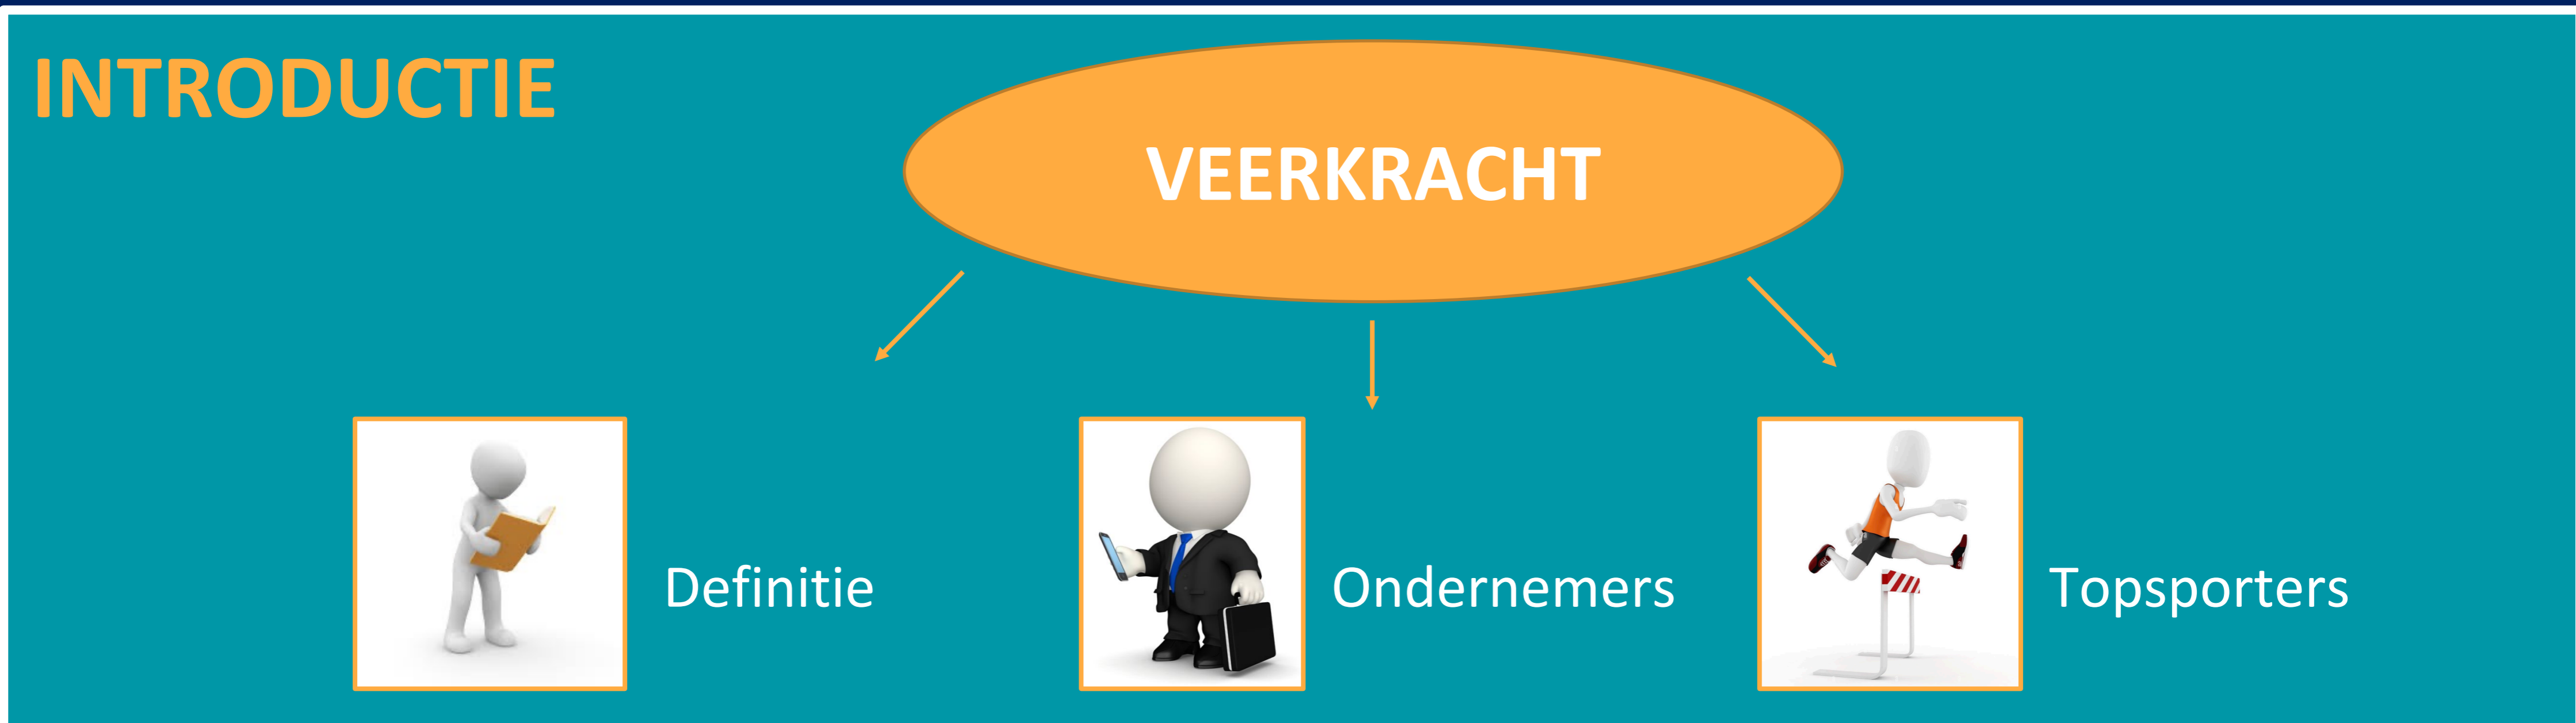 INTRODUCTIE
VEERKRACHT
Definitie
Ondernemers
Topsporters